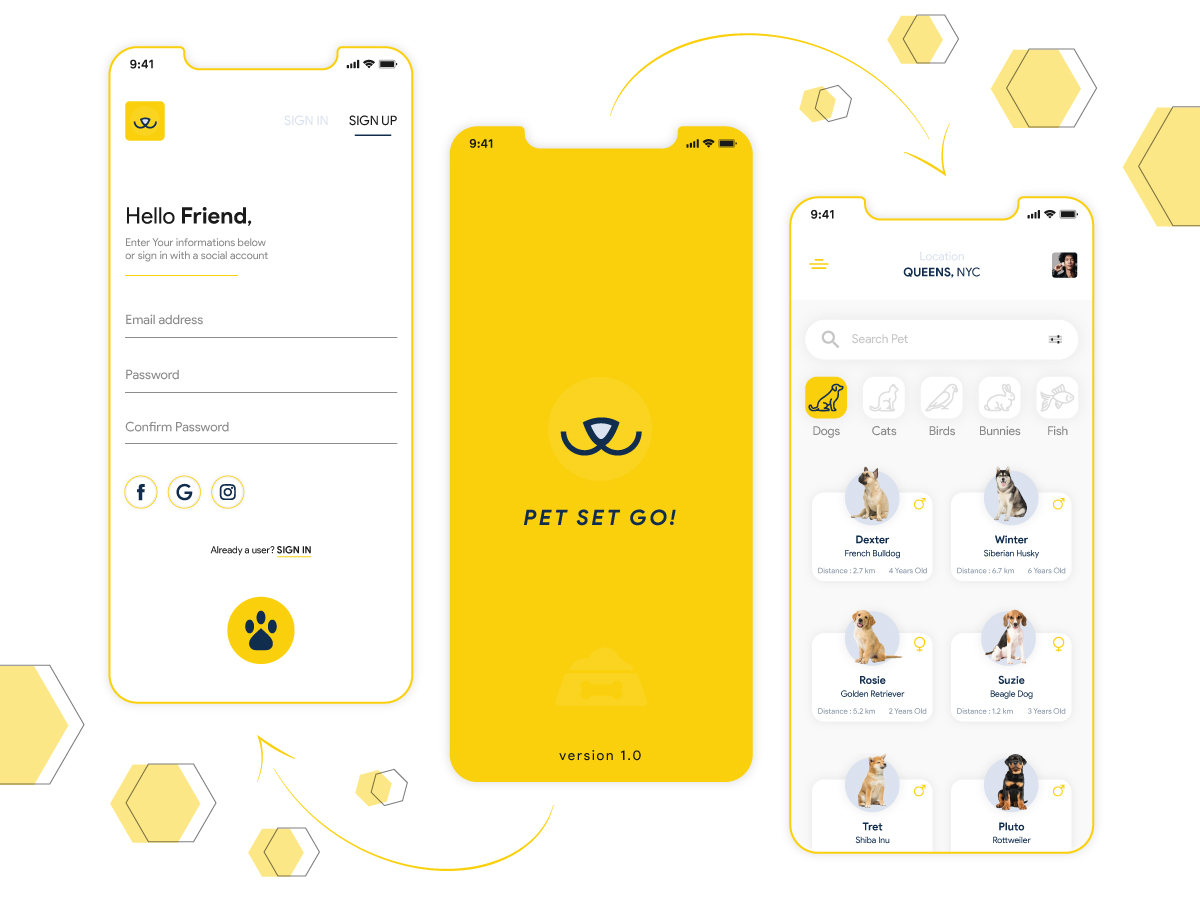 9:41
SIGN IN SIGN UP
Hello Friend,
Enter Your informations below
or sign in with a social account
Email address
Password
Confirm Password
f G
Already a user? SIGN IN
9:41
PET SET GO!
version 1.0
9:41
Location
QUEENS, NYC
Search Pet
Dogs Cats Birds Bunnies Fish
Dexter
French Bulldog
Distance : 2.7 km 4 Years Old
Winter
Siberian Husky
Distance : 6.7 km 6 Years Old
Rosie
Golden Retriever
Distance : 5.2 km 2 Years Old
Suzie
Beagle Dog
Distance : 1.2 km 3 Years Old
Tret
Shiba Inu
Pluto
Rottweiler